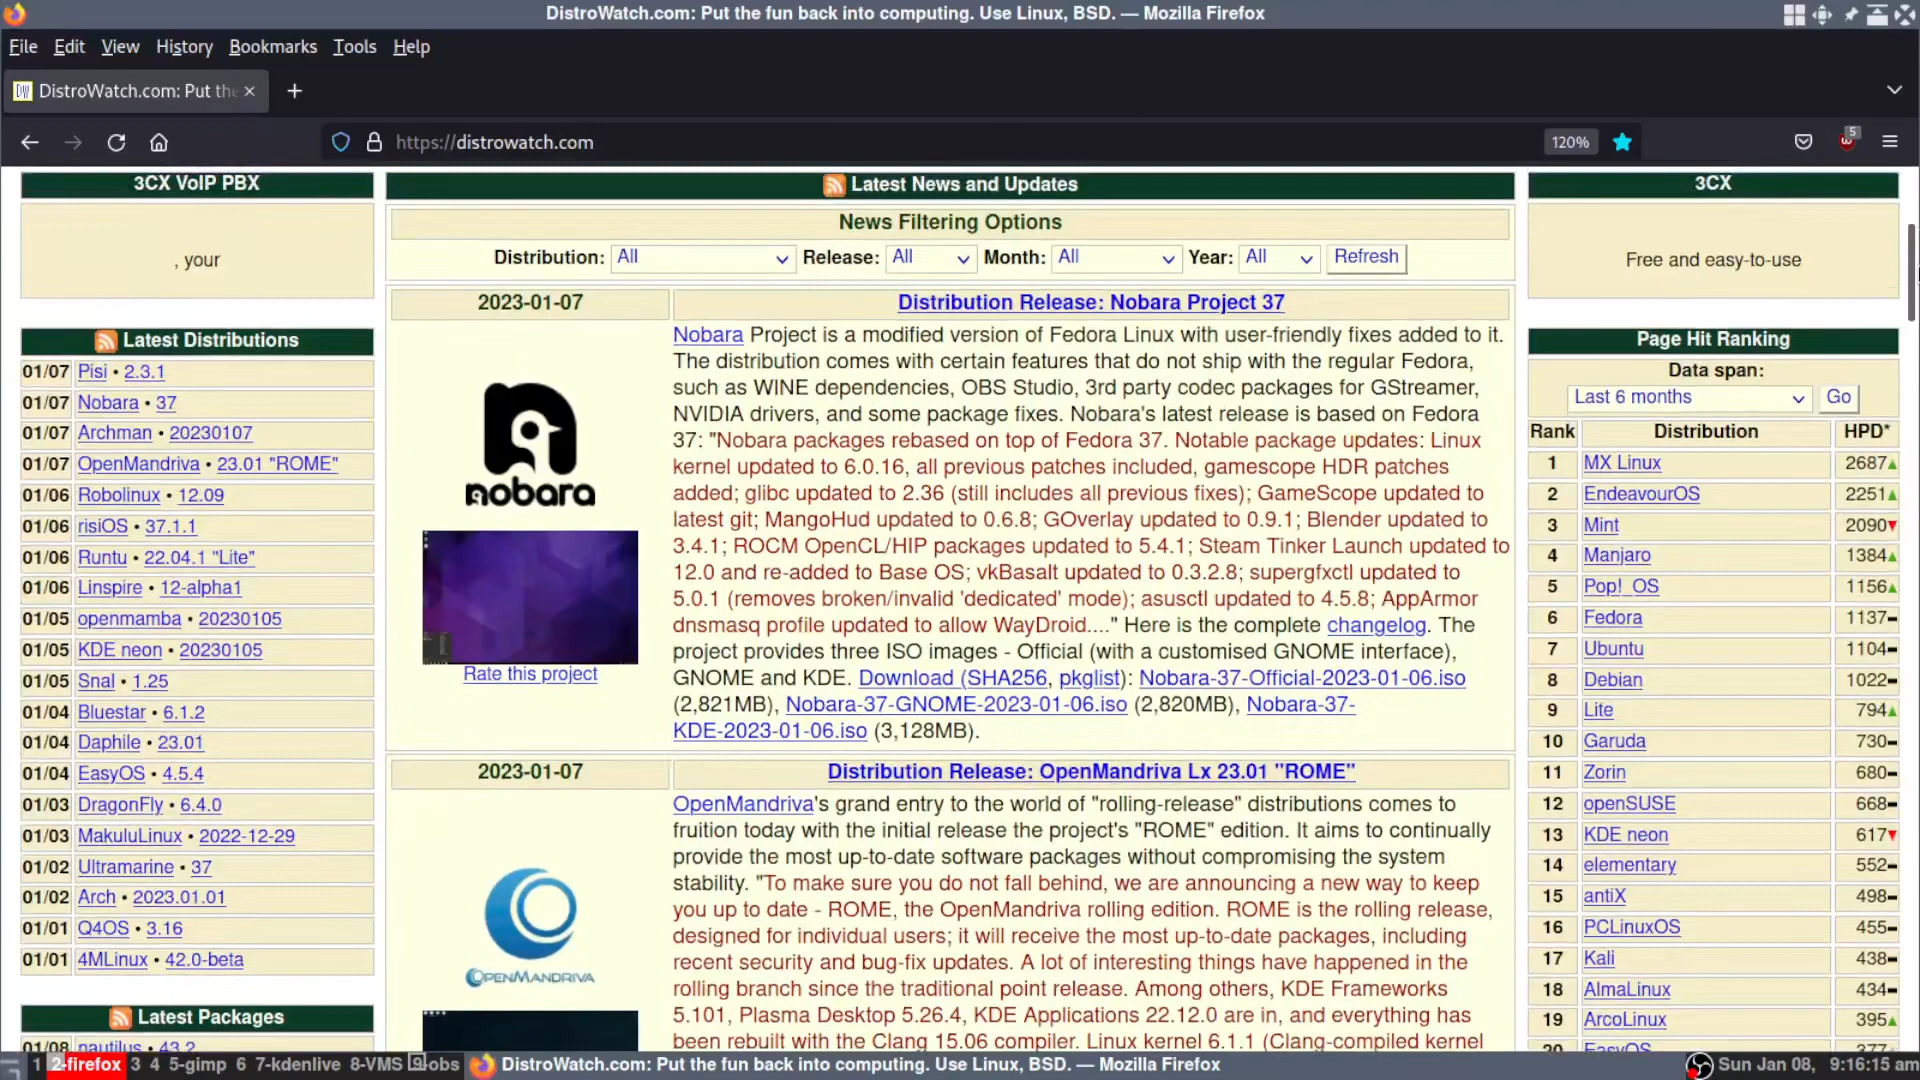 DistroWatch.com: Put the fun back into computing. Use Linux, BSD. — Mozilla Firefox
File Edit View History Bookmarks Tools Help
DistroWatch.com: Put the
https://distrowatch.com 120% 5
3CX VoIP PBX
, your
Latest Distributions
01/07 Pisi • 2.3.1
01/07 Nobara • 37
01/07 Archman • 20230107
01/07 OpenMandriva • 23.01 "ROME"
01/06 Robolinux • 12.09
01/06 risiOS • 37.1.1
01/06 Runtu • 22.04.1 "Lite"
01/06 Linspire • 12-alpha1
01/05 openmamba • 20230105
01/05 KDE neon • 20230105
01/05 Snal • 1.25
01/04 Bluestar • 6.1.2
01/04 Daphile • 23.01
01/04 EasyOS • 4.5.4
01/03 DragonFly • 6.4.0
01/03 MakuluLinux • 2022-12-29
01/02 Ultramarine • 37
01/02 Arch • 2023.01.01
01/01 Q4OS • 3.16
01/01 4MLinux • 42.0-beta
Latest Packages
01/08 nautilus • 43.2
Latest News and Updates
News Filtering Options
Distribution: All Release: All Month: All Year: All Refresh
2023-01-07 Distribution Release: Nobara Project 37
nobara
Rate this project
Nobara Project is a modified version of Fedora Linux with user-friendly fixes added to it.
The distribution comes with certain features that do not ship with the regular Fedora,
such as WINE dependencies, OBS Studio, 3rd party codec packages for GStreamer,
NVIDIA drivers, and some package fixes. Nobara's latest release is based on Fedora
37: "Nobara packages rebased on top of Fedora 37. Notable package updates: Linux
kernel updated to 6.0.16, all previous patches included, gamescope HDR patches
added; glibc updated to 2.36 (still includes all previous fixes); GameScope updated to
latest git; MangoHud updated to 0.6.8; GOverlay updated to 0.9.1; Blender updated to
3.4.1; ROCM OpenCL/HIP packages updated to 5.4.1; Steam Tinker Launch updated to
12.0 and re-added to Base OS; vkBasalt updated to 0.3.2.8; supergfxctl updated to
5.0.1 (removes broken/invalid 'dedicated' mode); asusctl updated to 4.5.8; AppArmor
dnsmasq profile updated to allow WayDroid...." Here is the complete changelog. The
project provides three ISO images - Official (with a customised GNOME interface),
GNOME and KDE. Download (SHA256, pkglist): Nobara-37-Official-2023-01-06.iso
(2,821MB), Nobara-37-GNOME-2023-01-06.iso (2,820MB), Nobara-37-
KDE-2023-01-06.iso (3,128MB).
2023-01-07 Distribution Release: OpenMandriva Lx 23.01 "ROME"
OPENMANDRIVA
OpenMandriva's grand entry to the world of "rolling-release" distributions comes to
fruition today with the initial release the project's "ROME" edition. It aims to continually
provide the most up-to-date software packages without compromising the system
stability. "To make sure you do not fall behind, we are announcing a new way to keep
you up to date - ROME, the OpenMandriva rolling edition. ROME is the rolling release,
designed for individual users; it will receive the most up-to-date packages, including
recent security and bug-fix updates. A lot of interesting things have happened in the
rolling branch since the traditional point release. Among others, KDE Frameworks
5.101, Plasma Desktop 5.26.4, KDE Applications 22.12.0 are in, and everything has
been rebuilt with the Clang 15.06 compiler. Linux kernel 6.1.1 (Clang-compiled kernel
3CX
Free and easy-to-use
Page Hit Ranking
Data span:
Last 6 months Go
Rank Distribution HPD*
1 MX Linux 2687
2 EndeavourOS 2251
3 Mint 2090
4 Manjaro 1384
5 Pop!_OS 1156
6 Fedora 1137
7 Ubuntu 1104
8 Debian 1022
9 Lite 794
10 Garuda 730
11 Zorin 680
12 openSUSE 668
13 KDE neon 617
14 elementary 552
15 antiX 498
16 PCLinuxOS 455
17 Kali 438
18 AlmaLinux 434
19 ArcoLinux 395
20 EasyOS 377
1 2-firefox 3 4 5-gimp 6 7-kdenlive 8-VMS 9-obs DistroWatch.com: Put the fun back into computing. Use Linux, BSD. — Mozilla Firefox Sun Jan 08, 9:16:15 am